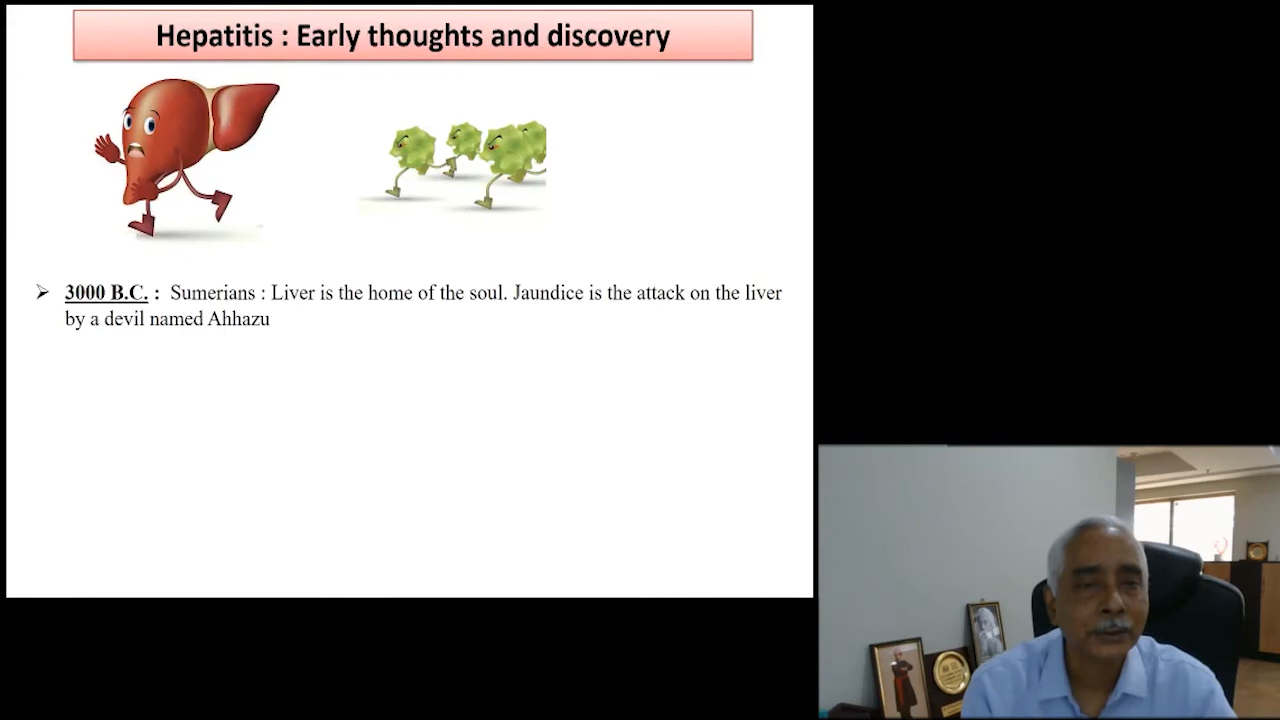 Hepatitis : Early thoughts and discovery
➢ 3000 B.C. : Sumerians : Liver is the home of the soul. Jaundice is the attack on the liver
by a devil named Ahhazu